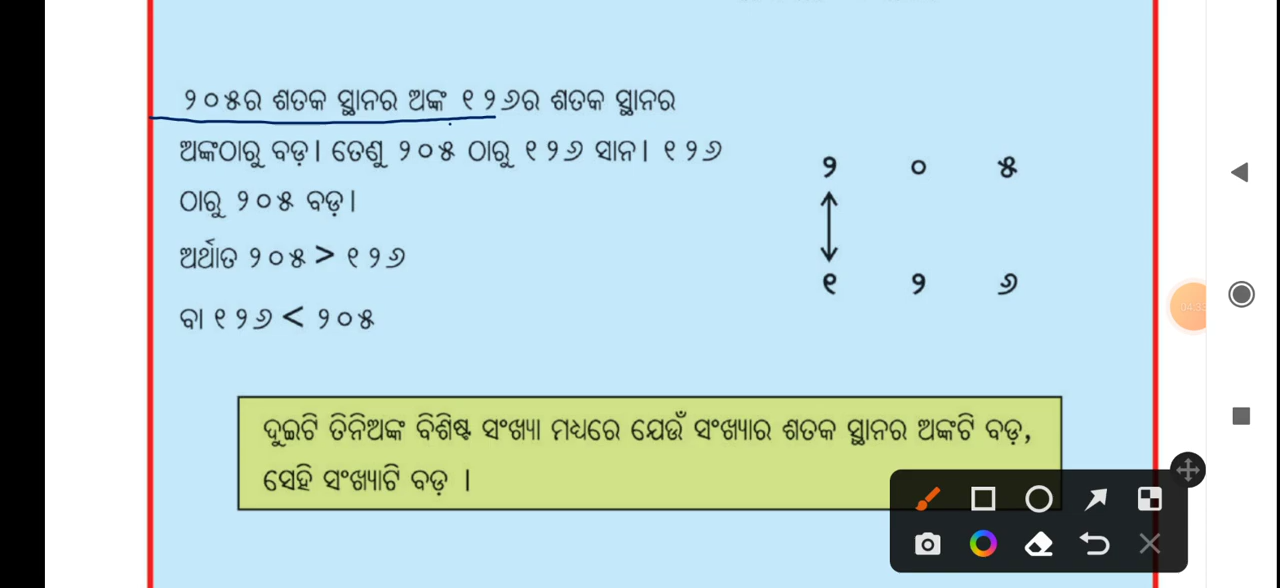 ୨୦୫ର ଶତକ ସ୍ଥାନର ଅଙ୍କ ୧୨୬ର ଶତକ ସ୍ଥାନର
ଅଙ୍କଠାରୁ ବଡ଼। ତେଣୁ ୨୦୫ ଠାରୁ ୧୨୬ ସାନ। ୧୨୬
ଠାରୁ ୨୦୫ ବଡ଼।
ଅର୍ଥାତ ୨୦୫ > ୧୨୬
ବା ୧୨୬ < ୨୦୫
୨ ୦ ୫
୧ ୨ ୬
ଦୁଇଟି ତିନିଅଙ୍କ ବିଶିଷ୍ଟ ସଂଖ୍ୟା ମଧ୍ୟରେ ଯେଉଁ ସଂଖ୍ୟାର ଶତକ ସ୍ଥାନର ଅଙ୍କଟି ବଡ଼,
ସେହି ସଂଖ୍ୟାଟି ବଡ଼ ।